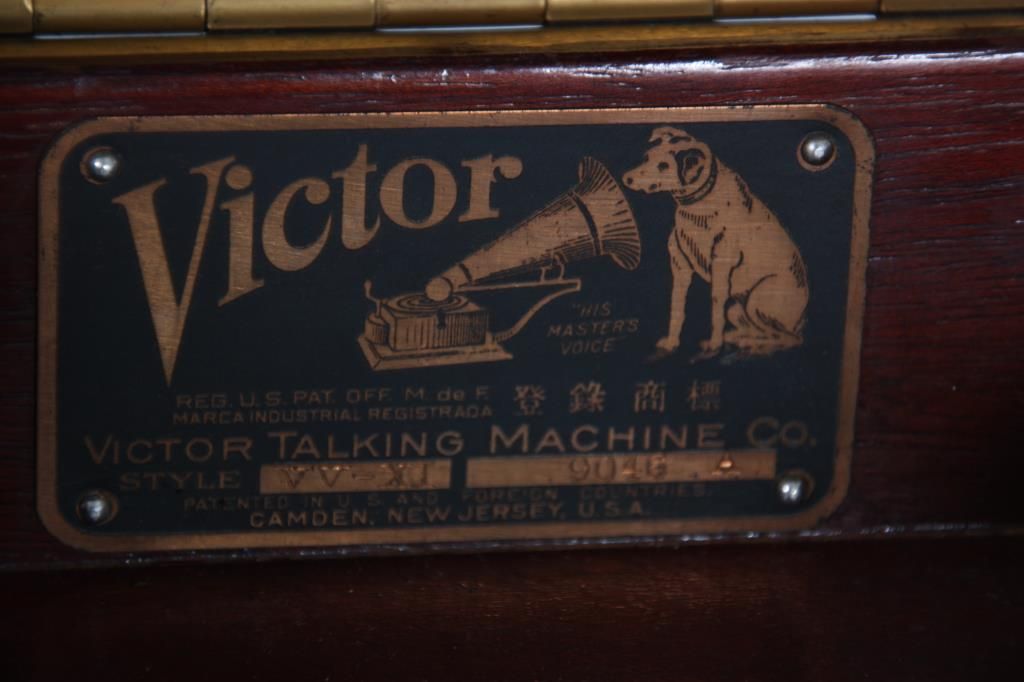 Victor
"HIS
MASTER'S
VOICE"
REG. U.S. PAT. OFF. M. de F.
MARCA INDUSTRIAL REGISTRADA
登錄商標
VICTOR TALKING MACHINE CO.
STYLE VV-XI 9046 A
PATENTED IN U.S. AND FOREIGN COUNTRIES.
CAMDEN, NEW JERSEY, U.S.A.